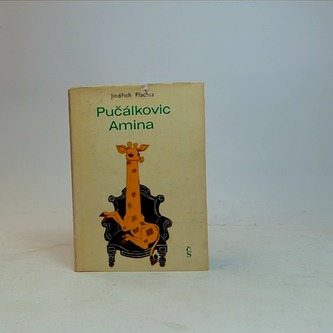 Jindřich Plachta
Pučálkovic
Amina
Č
S